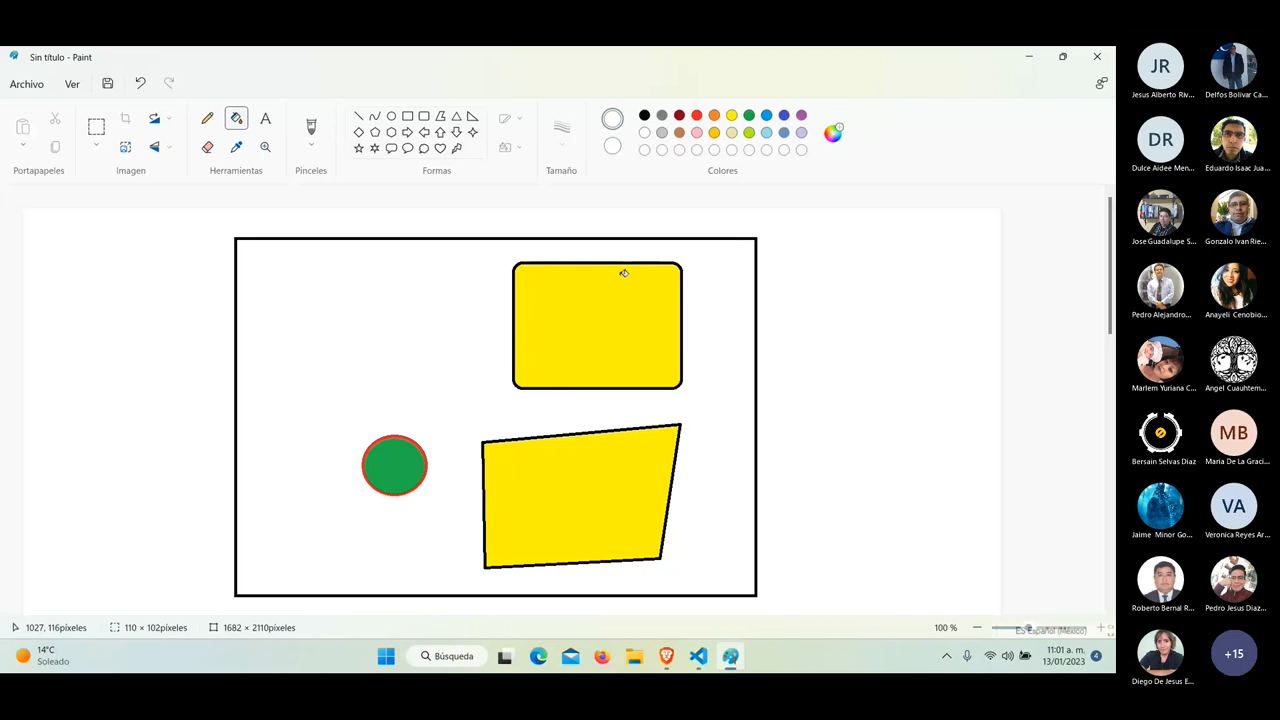 Sin título - Paint
Archivo
Ver
Portapapeles
Imagen
Herramientas
Pinceles
Formas
Tamaño
Colores
A
1027, 116píxeles
110 × 102píxeles
1682 × 2110píxeles
100 %
ES Español (México)
14°C
Soleado
Búsqueda
11:01 a. m.
13/01/2023
4
JR
Jesus Alberto Riv...
Delfos Bolivar Ca...
DR
Dulce Aidee Men...
Eduardo Isaac Jua...
Jose Guadalupe S...
Gonzalo Ivan Rie...
Pedro Alejandro...
Anayeli Cenobio...
Marlem Yuriana C...
Angel Cuauhtem...
MB
Bersain Selvas Diaz
Maria De La Graci...
VA
Jaime Minor Go...
Veronica Reyes Ar...
Roberto Bernal R...
Pedro Jesus Diaz...
+15
Diego De Jesus E...